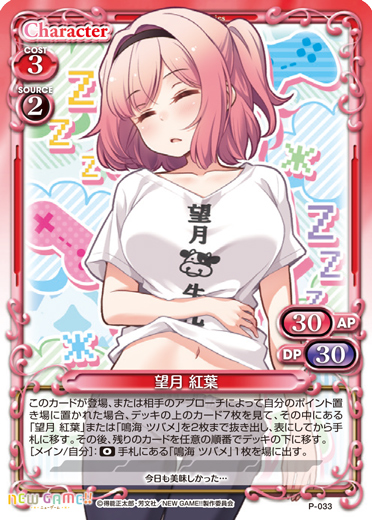 Character
COST
3
SOURCE
2
Z
Z
Z
Z
Z
z
望月
30 AP
DP 30
望月 紅葉
このカードが登場、または相手のアプローチによって自分のポイント置
き場に置かれた場合、デッキの上のカード7枚を見て、その中にある
「望月 紅葉」または「鳴海 ツバメ」を2枚まで抜き出し、表にしてから手
札に移す。その後、残りのカードを任意の順番でデッキの下に移す。
[メイン/自分]:0 手札にある「鳴海 ツバメ」1枚を場に出す。
今日も美味しかった…
NEW GAME!!
©得能正太郎・芳文社/NEW GAME!!製作委員会
P-033